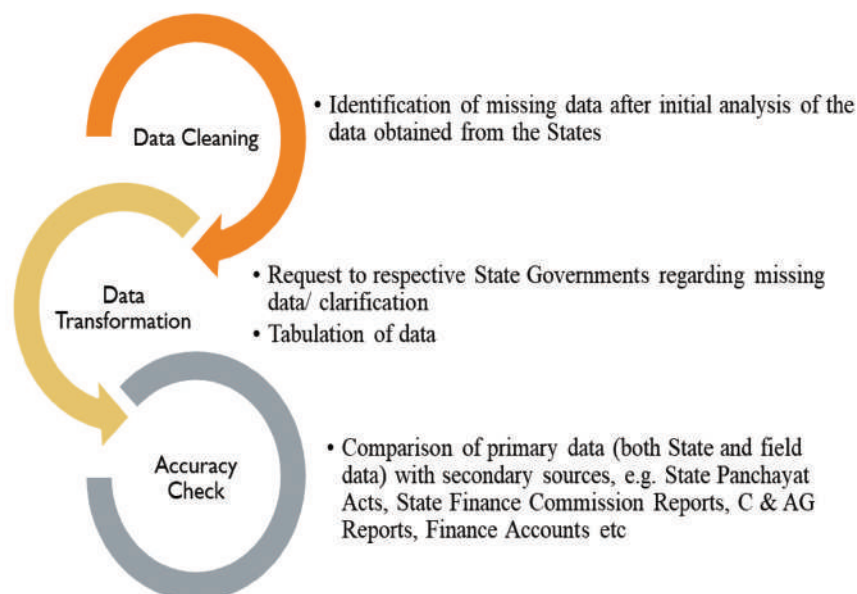 Data Cleaning
• Identification of missing data after initial analysis of the
data obtained from the States
Data
Transformation
• Request to respective State Governments regarding missing
data/ clarification
• Tabulation of data
Accuracy
Check
• Comparison of primary data (both State and field
data) with secondary sources, e.g. State Panchayat
Acts, State Finance Commission Reports, C & AG
Reports, Finance Accounts etc